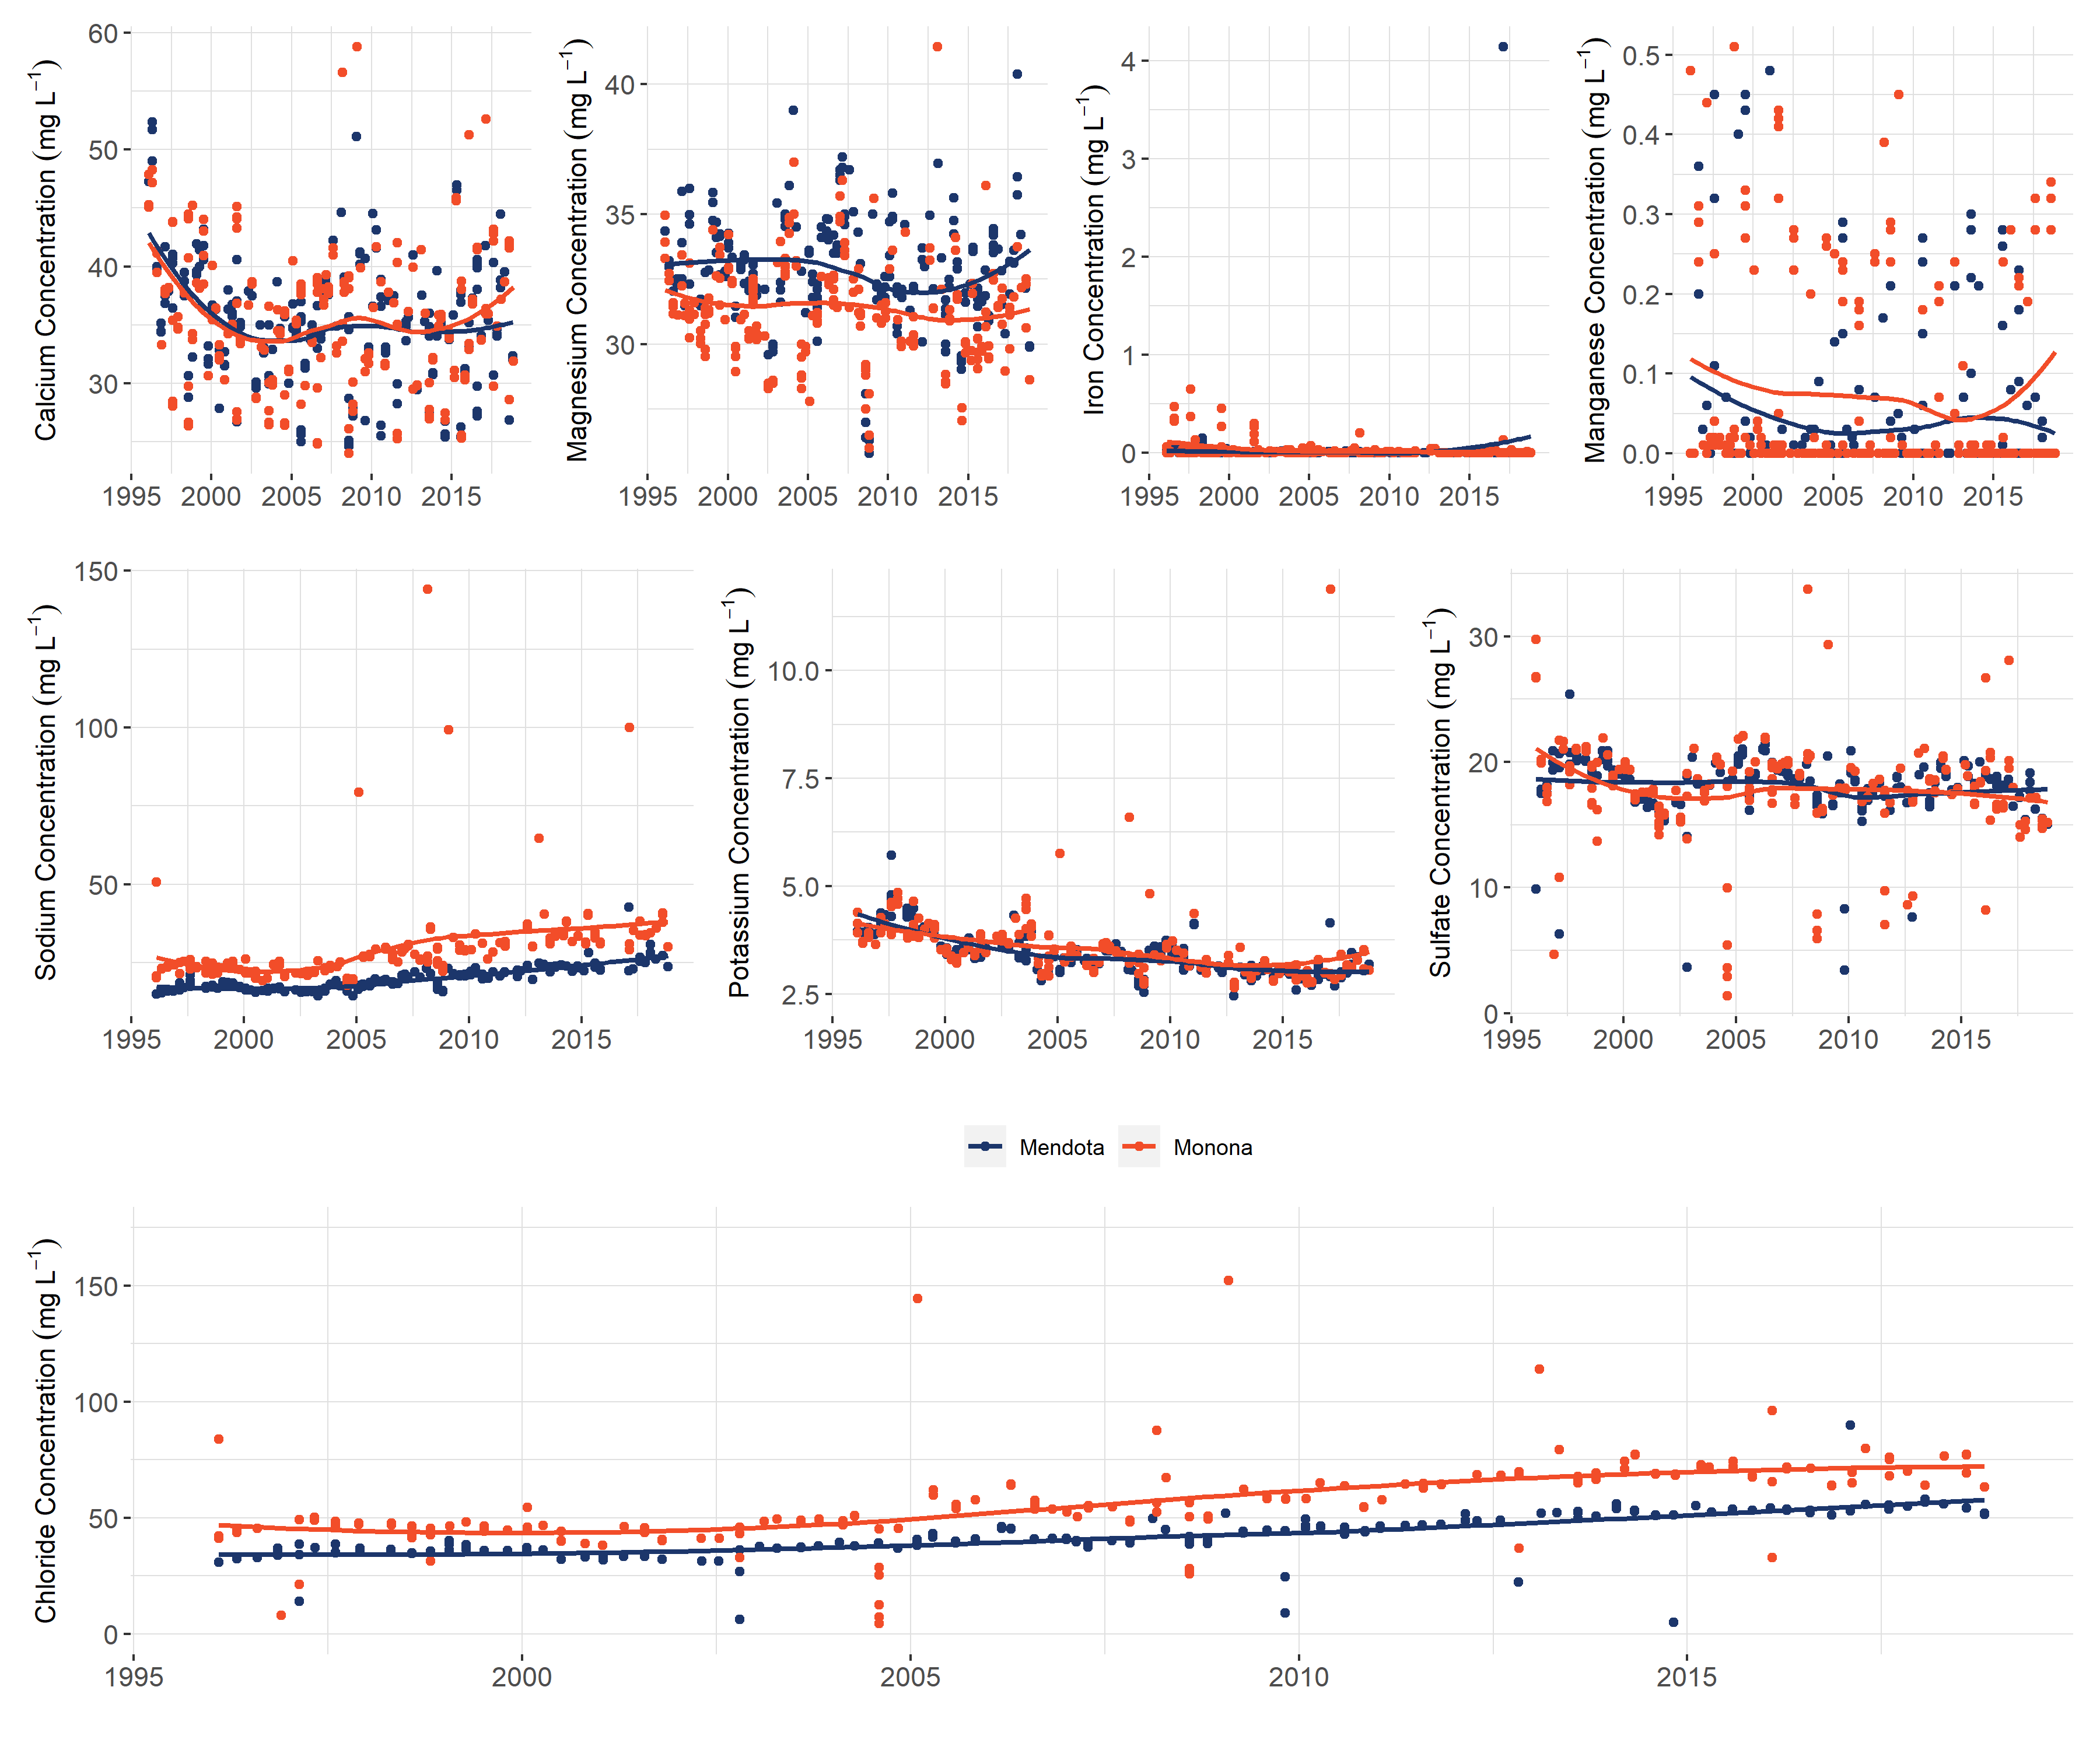 Calcium Concentration (mg L⁻¹)
60
50
40
30
1995 2000 2005 2010 2015
Magnesium Concentration (mg L⁻¹)
40
35
30
1995 2000 2005 2010 2015
Iron Concentration (mg L⁻¹)
4
3
2
1
0
1995 2000 2005 2010 2015
Manganese Concentration (mg L⁻¹)
0.5
0.4
0.3
0.2
0.1
0.0
1995 2000 2005 2010 2015
Sodium Concentration (mg L⁻¹)
150
100
50
1995 2000 2005 2010 2015
Potassium Concentration (mg L⁻¹)
10.0
7.5
5.0
2.5
1995 2000 2005 2010 2015
Sulfate Concentration (mg L⁻¹)
30
20
10
0
1995 2000 2005 2010 2015
Mendota Monona
Chloride Concentration (mg L⁻¹)
150
100
50
0
1995 2000 2005 2010 2015